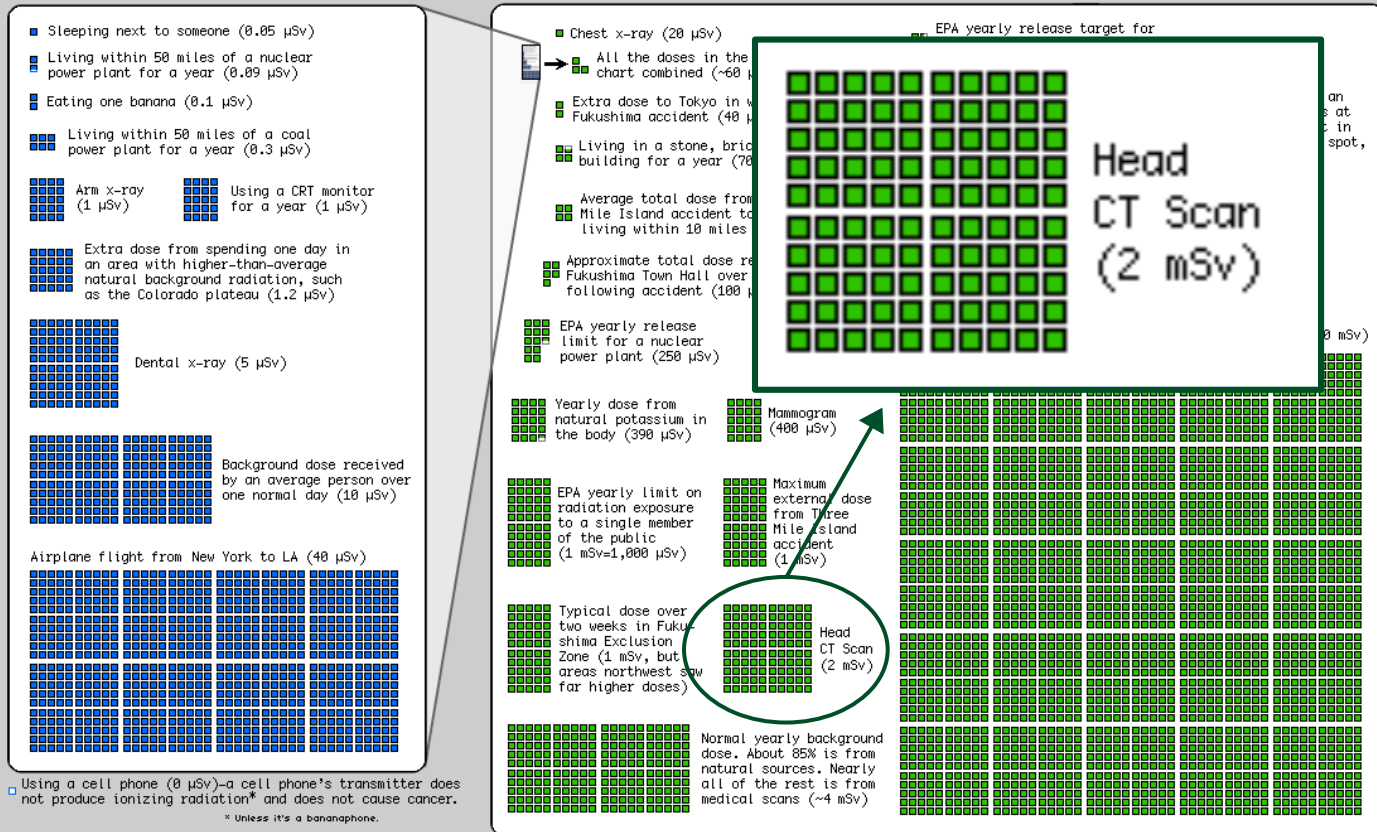 Sleeping next to someone (0.05 µSv)
Living within 50 miles of a nuclear
power plant for a year (0.09 µSv)
Eating one banana (0.1 µSv)
Living within 50 miles of a coal
power plant for a year (0.3 µSv)
Arm x-ray
(1 µSv)
Using a CRT monitor
for a year (1 µSv)
Extra dose from spending one day in
an area with higher-than-average
natural background radiation, such
as the Colorado plateau (1.2 µSv)
Dental x-ray (5 µSv)
Background dose received
by an average person over
one normal day (10 µSv)
Airplane flight from New York to LA (40 µSv)
Using a cell phone (0 µSv)-a cell phone's transmitter does
not produce ionizing radiation* and does not cause cancer.
* Unless it's a bananaphone.
Chest x-ray (20 µSv)
All the doses in the
chart combined (~60
Extra dose to Tokyo in
Fukushima accident (40
Living in a stone,
building for a year
Average total dose from
Mile Island accident to
living within 10 miles
Approximate total dose
Fukushima Town Hall over
following accident (100
EPA yearly release
limit for a nuclear
power plant (250 µSv)
Yearly dose from
natural potassium in
the body (390 µSv)
Mammogram
(400 µSv)
EPA yearly limit on
radiation exposure
to a single member
of the public
(1 mSv=1,000 µSv)
Maximum
external dose
from Three
Mile Island
accident
(1 mSv)
Typical dose over
two weeks in Fuku-
shima Exclusion
Zone (1 mSv, but
areas northwest saw
far higher doses)
Head
CT Scan
(2 mSv)
Normal yearly background
dose. About 85% is from
natural sources. Nearly
all of the rest is from
medical scans (~4 mSv)
EPA yearly release target for
an
at
in
spot,
mSv)
Head
CT Scan
(2 mSv)